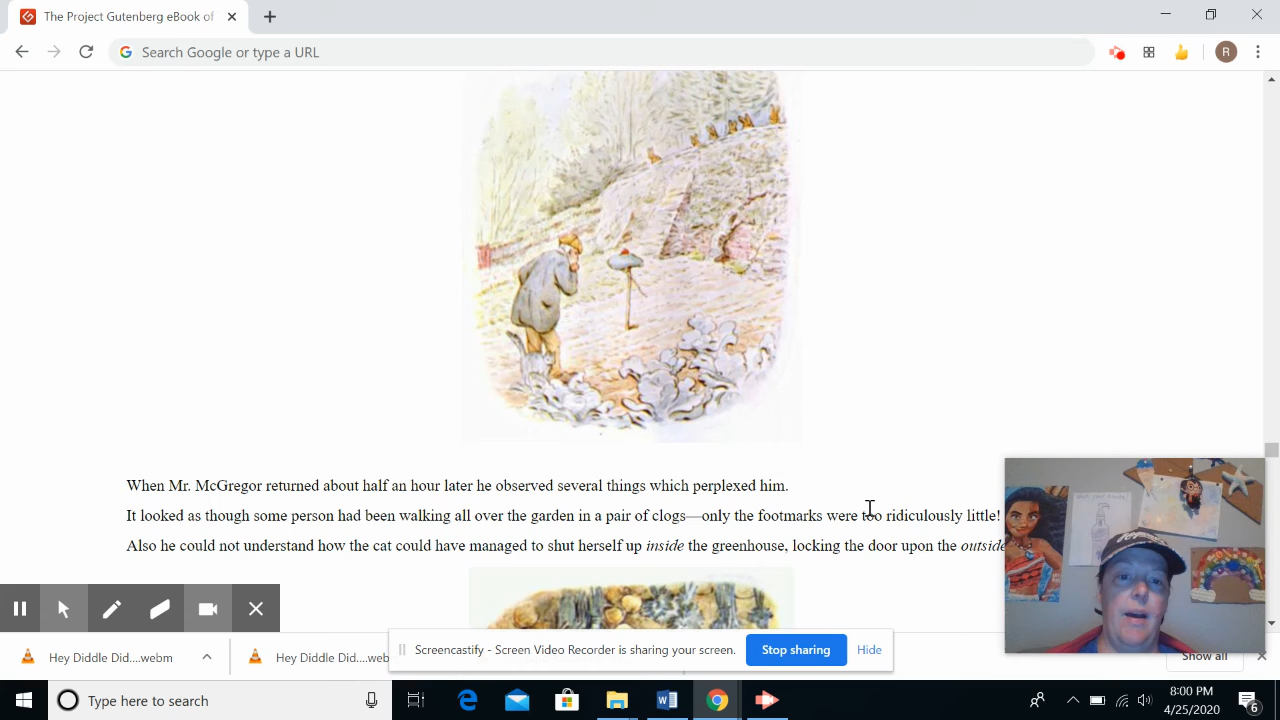 The Project Gutenberg eBook of
Search Google or type a URL
R
When Mr. McGregor returned about half an hour later he observed several things which perplexed him.
It looked as though some person had been walking all over the garden in a pair of clogs—only the footmarks were too ridiculously little!
Also he could not understand how the cat could have managed to shut herself up inside the greenhouse, locking the door upon the outside
Hey Diddle Did....webm
Hey Diddle Did....web
Screencastify - Screen Video Recorder is sharing your screen.
Stop sharing
Hide
Show all
Type here to search
8:00 PM
4/25/2020
6